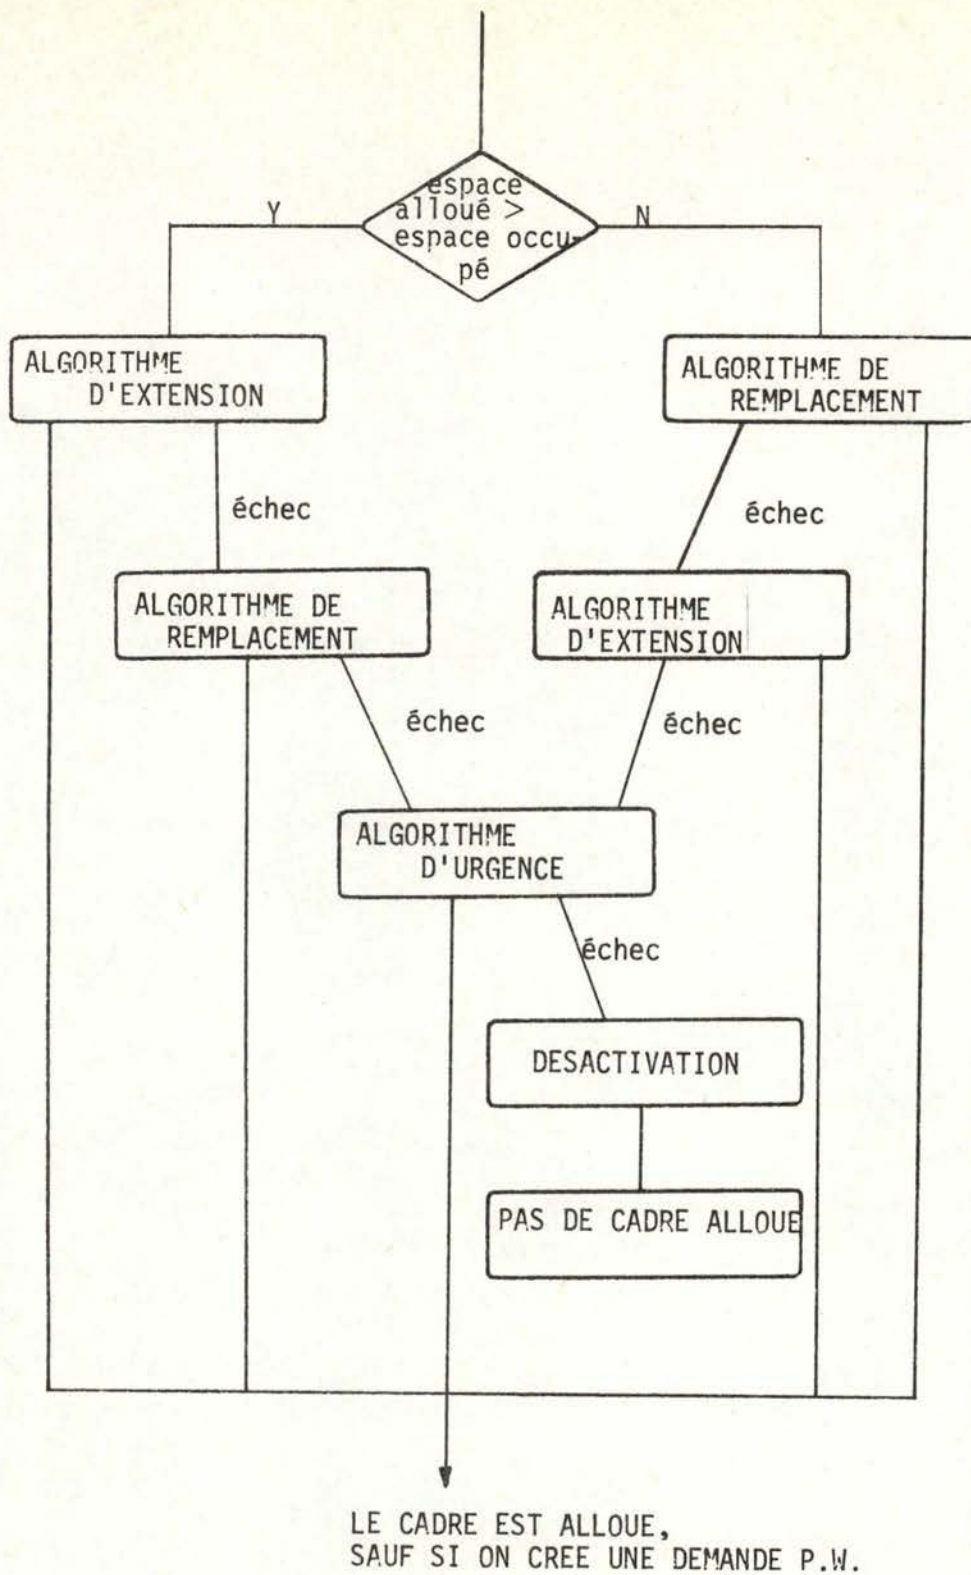 espace
alloué >
espace occu-
pé
Y
N
ALGORITHME
D'EXTENSION
ALGORITHME DE
REMPLACEMENT
échec
échec
ALGORITHME DE
REMPLACEMENT
ALGORITHME
D'EXTENSION
échec
échec
ALGORITHME
D'URGENCE
échec
DESACTIVATION
PAS DE CADRE ALLOUE
LE CADRE EST ALLOUE,
SAUF SI ON CREE UNE DEMANDE P.W.